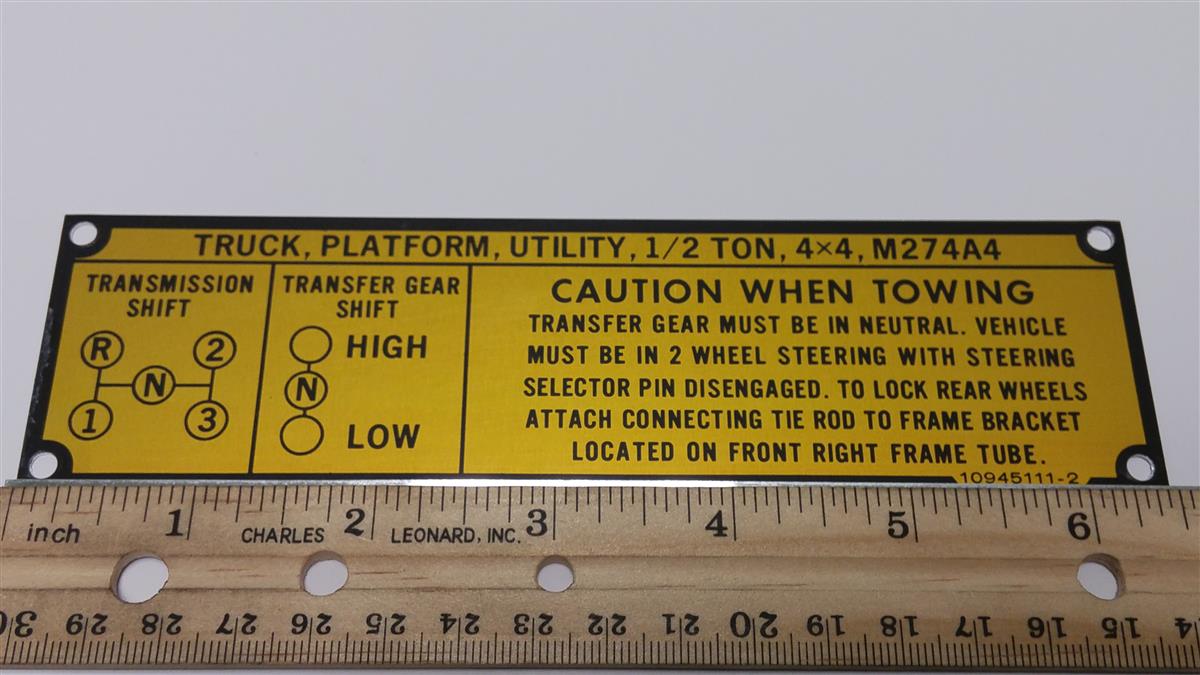 TRUCK, PLATFORM, UTILITY, 1/2 TON, 4×4, M274A4
TRANSMISSION
SHIFT
R 2
N
1 3
TRANSFER GEAR
SHIFT
HIGH
N
LOW
CAUTION WHEN TOWING
TRANSFER GEAR MUST BE IN NEUTRAL. VEHICLE
MUST BE IN 2 WHEEL STEERING WITH STEERING
SELECTOR PIN DISENGAGED. TO LOCK REAR WHEELS
ATTACH CONNECTING TIE ROD TO FRAME BRACKET
LOCATED ON FRONT RIGHT FRAME TUBE.
10945111-2
inch 1 CHARLES 2 LEONARD, INC. 3 4 5 6
30 29 28 27 26 25 24 23 22 21 20 19 18 17 16 15 14